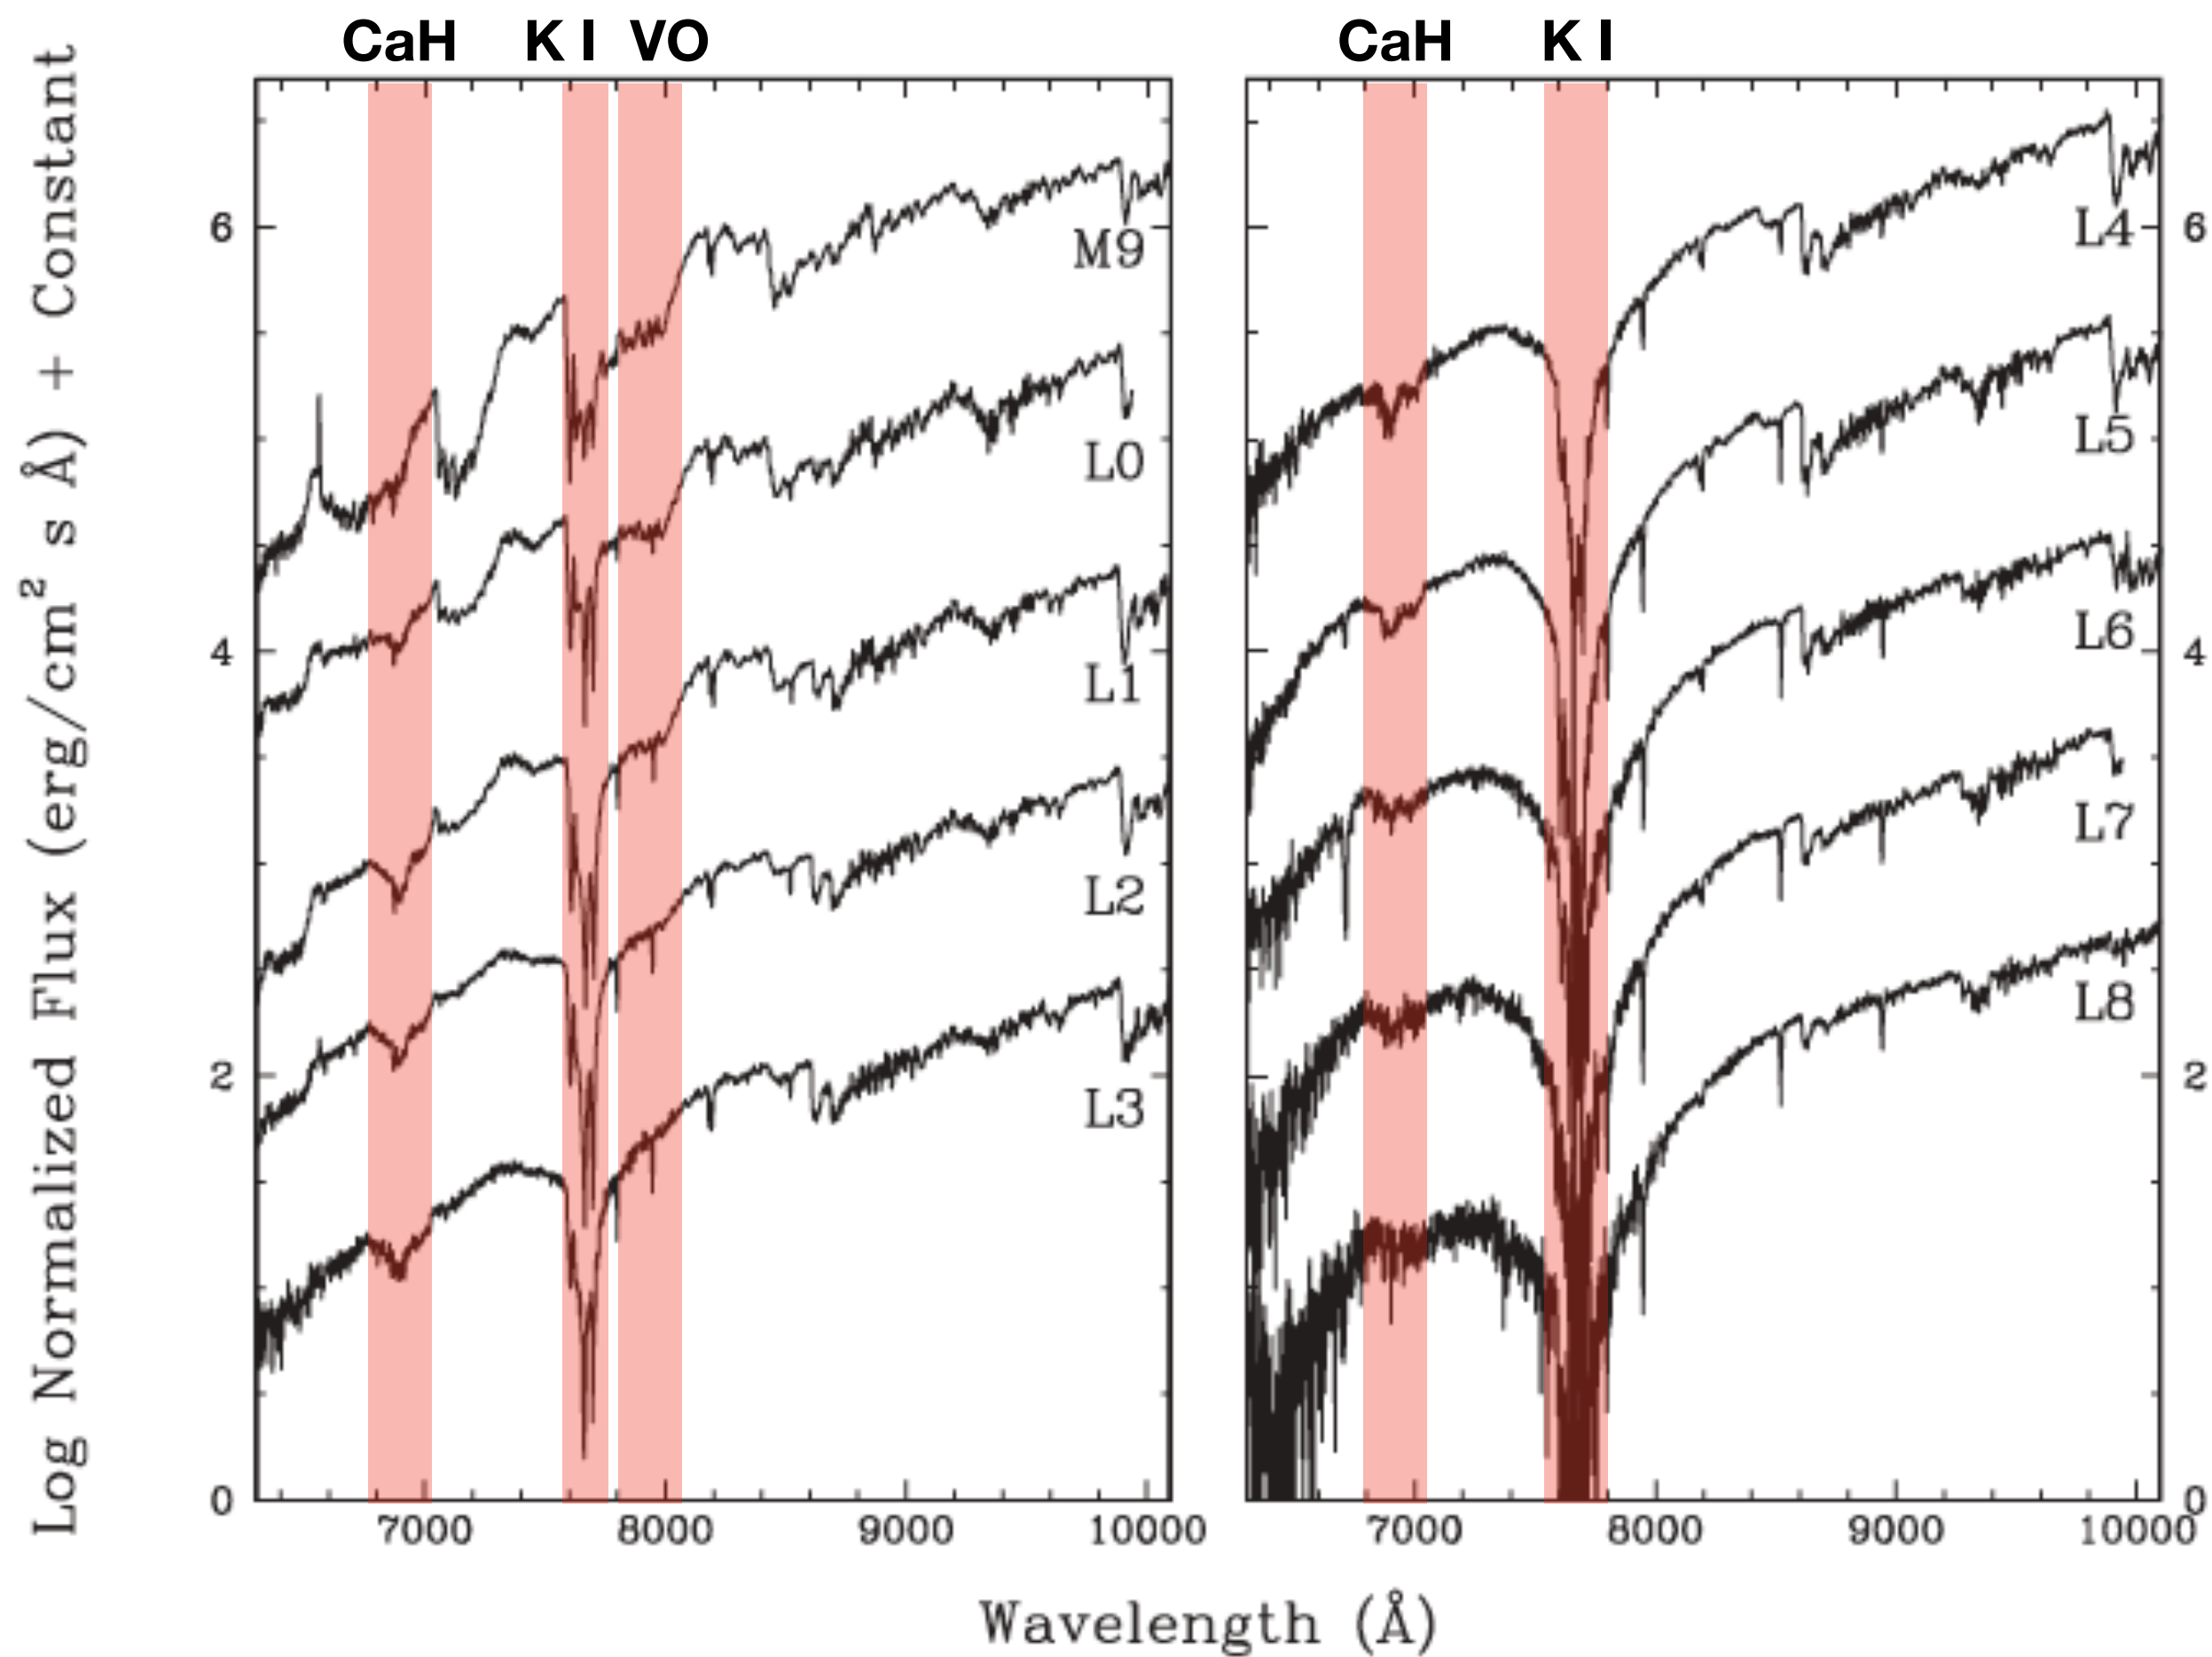 CaH K I VO
CaH K I
Log Normalized Flux (erg/cm² s Å) + Constant
6
4
2
0
M9
L0
L1
L2
L3
7000 8000 9000 10000
L4
L5
L6
L7
L8
6
4
2
0
7000 8000 9000 10000
Wavelength (Å)